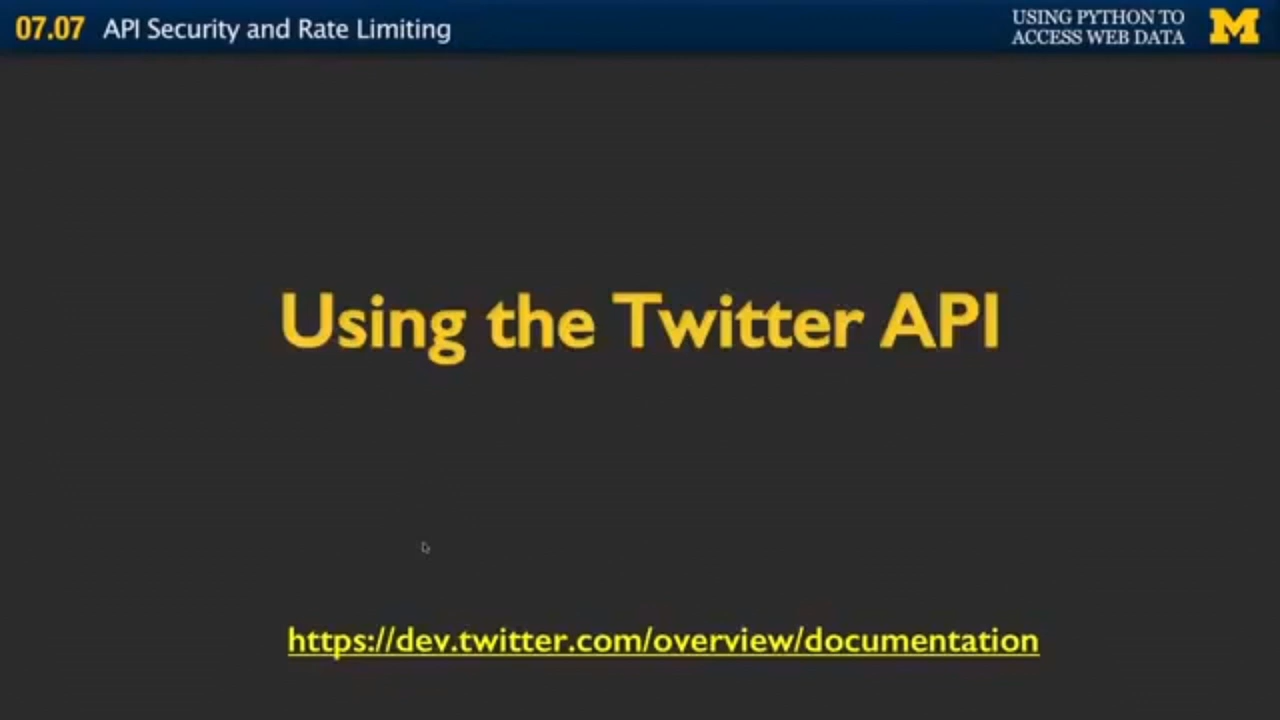 07.07 API Security and Rate Limiting
USING PYTHON TO
ACCESS WEB DATA
M
Using the Twitter API
https://dev.twitter.com/overview/documentation